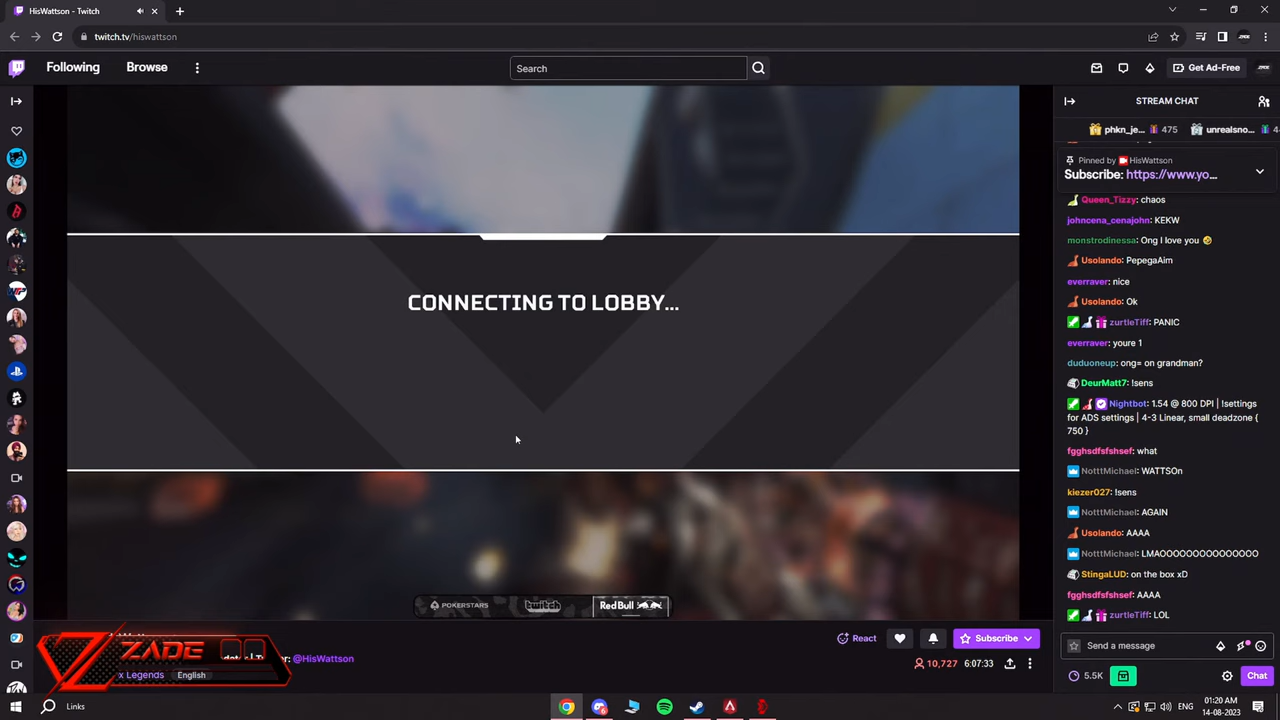 HisWattson - Twitch
twitch.tv/hiswattson
Following
Browse
Search
Get Ad-Free
CONNECTING TO LOBBY...
POKERSTARS
twitch
Red Bull
ZADE
: @HisWattson
x Legends
English
React
Subscribe
10,727
6:07:33
STREAM CHAT
phkn_je... 475
unrealsno...
Pinned by HisWattson
Subscribe: https://www.yo...
Queen_Tizzy: chaos
johncena_cenajohn: KEKW
monstrodinessa: Ong I love you 🤣
Usolando: PepegaAim
everraver: nice
Usolando: Ok
zurtleTiff: PANIC
everraver: youre 1
duduoneup: ong= on grandman?
DeurMatt7: !sens
Nightbot: 1.54 @ 800 DPI | !settings
for ADS settings | 4-3 Linear, small deadzone (
750 )
fgghsdfsfshsef: what
NotttMichael: WATTSOn
kiezer027: !sens
NotttMichael: AGAIN
Usolando: AAAA
NotttMichael: LMAOOOOOOOOOOOOOOO
StingaLUD: on the box xD
fgghsdfsfshsef: AAAA
zurtleTiff: LOL
Send a message
5.5K
Chat
Links
ENG
01:20 AM
14-08-2023